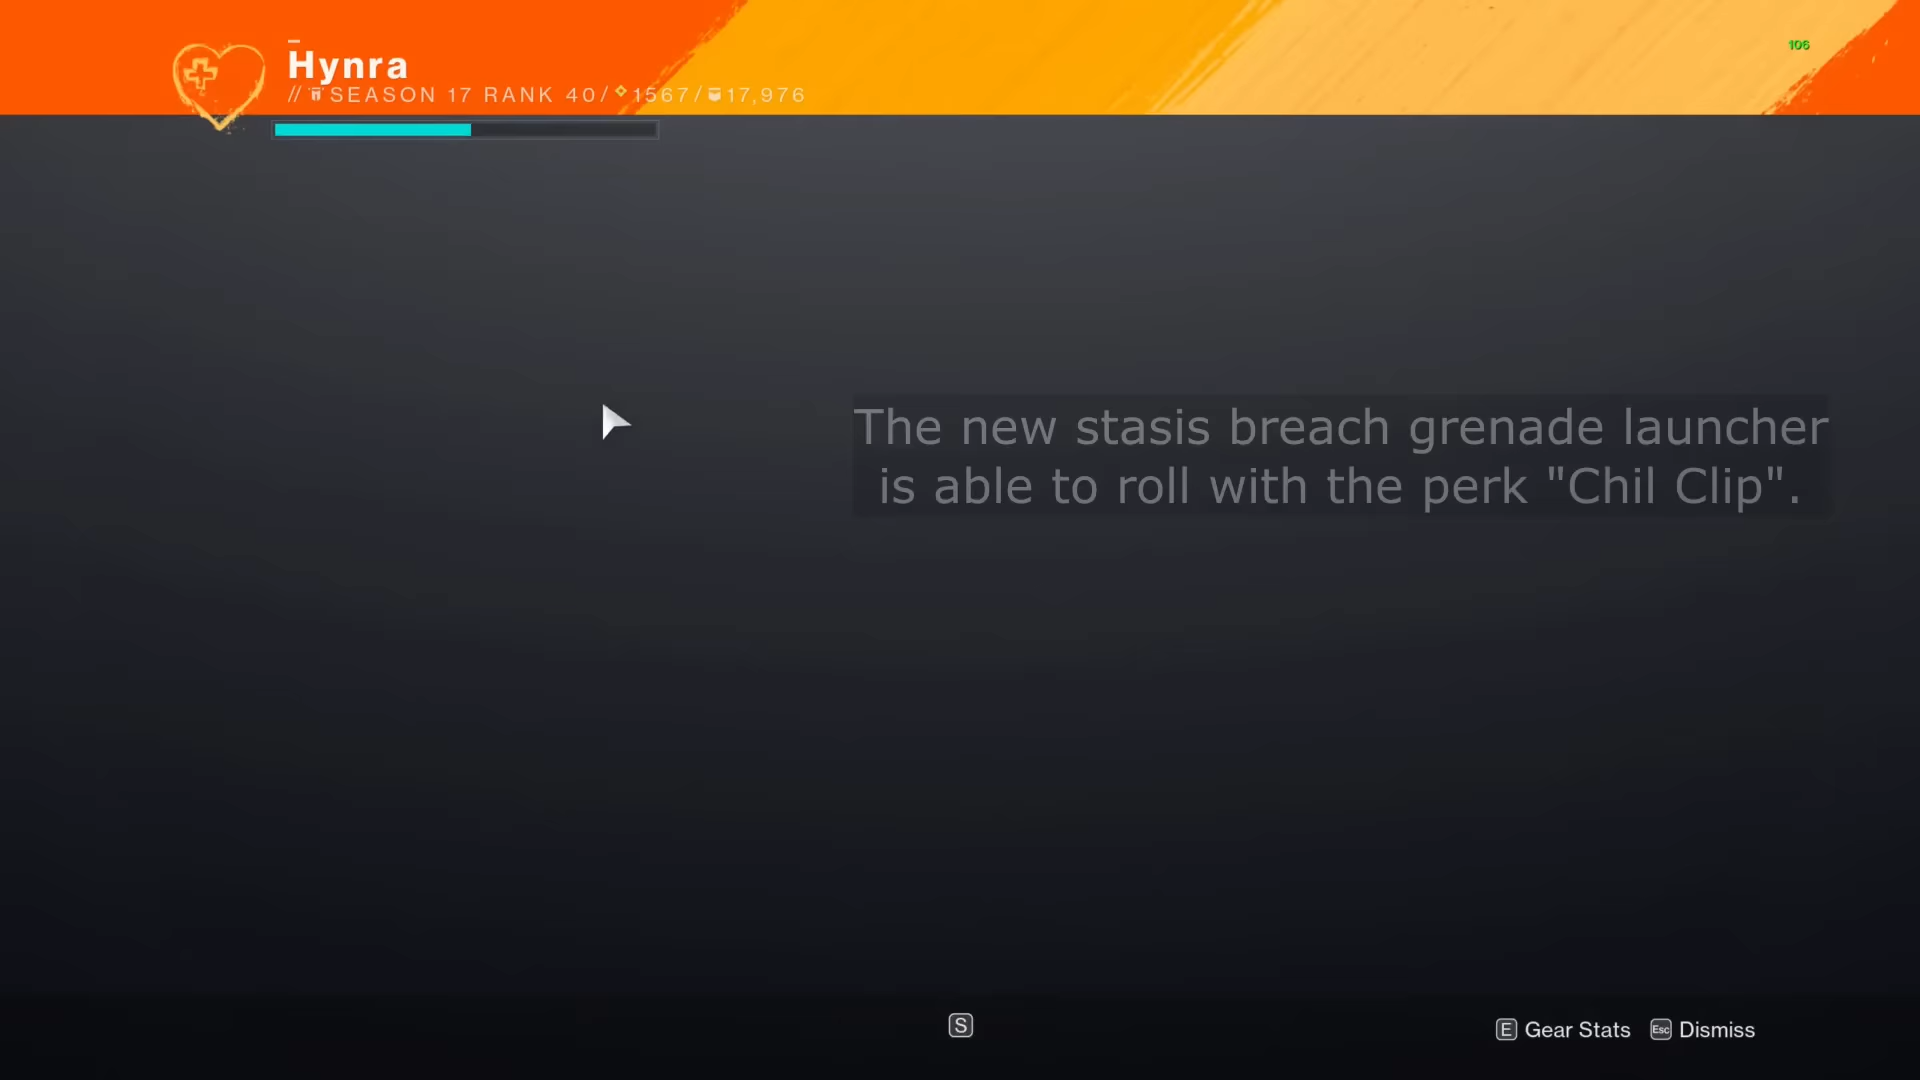 Hynra
// SEASON 17 RANK 40/ 1567/ 17,976
106
The new stasis breach grenade launcher
is able to roll with the perk "Chil Clip".
S
E Gear Stats Esc Dismiss